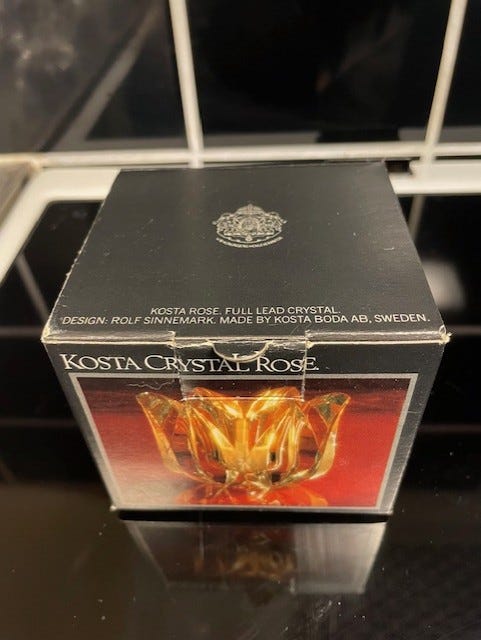 KOSTA ROSE. FULL LEAD CRYSTAL.
DESIGN: ROLF SINNEMARK. MADE BY KOSTA BODA AB, SWEDEN.
KOSTA CRYSTAL ROSE.